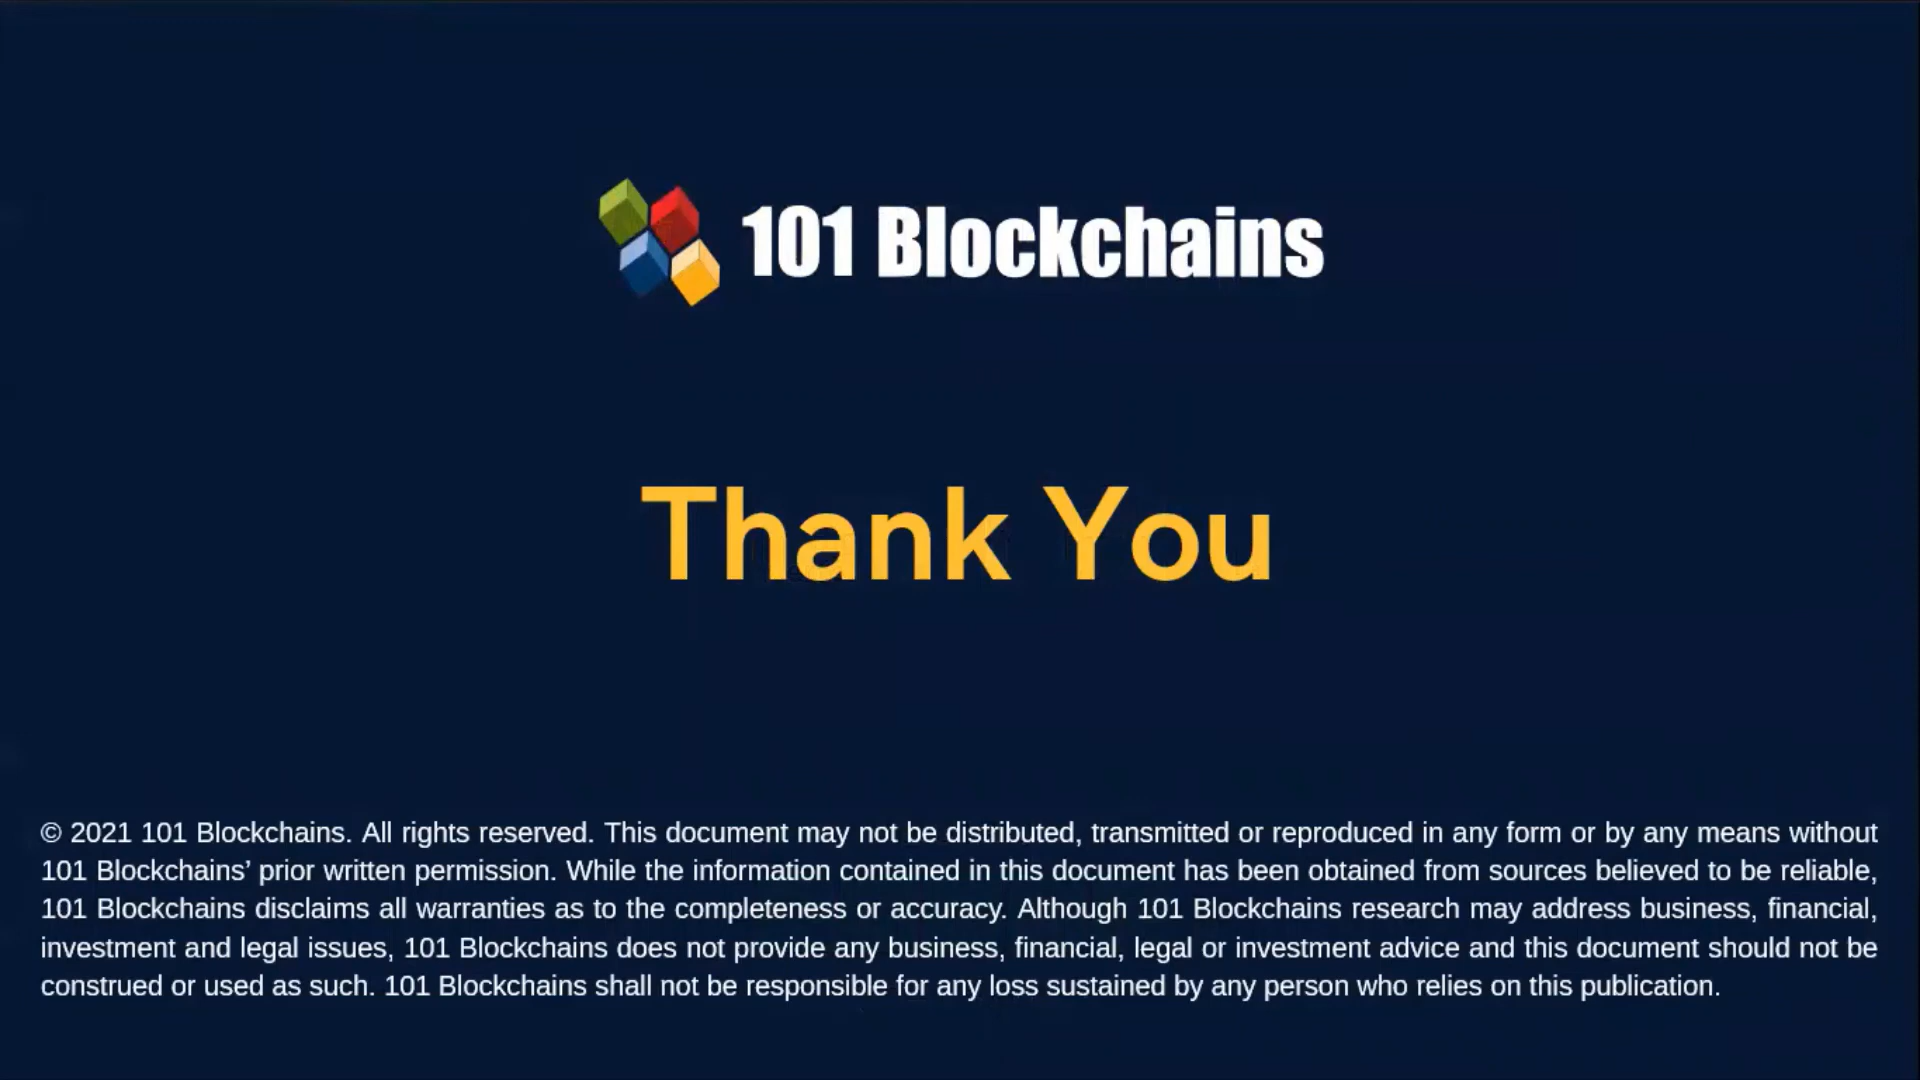 101 Blockchains
Thank You
© 2021 101 Blockchains. All rights reserved. This document may not be distributed, transmitted or reproduced in any form or by any means without
101 Blockchains’ prior written permission. While the information contained in this document has been obtained from sources believed to be reliable,
101 Blockchains disclaims all warranties as to the completeness or accuracy. Although 101 Blockchains research may address business, financial,
investment and legal issues, 101 Blockchains does not provide any business, financial, legal or investment advice and this document should not be
construed or used as such. 101 Blockchains shall not be responsible for any loss sustained by any person who relies on this publication.